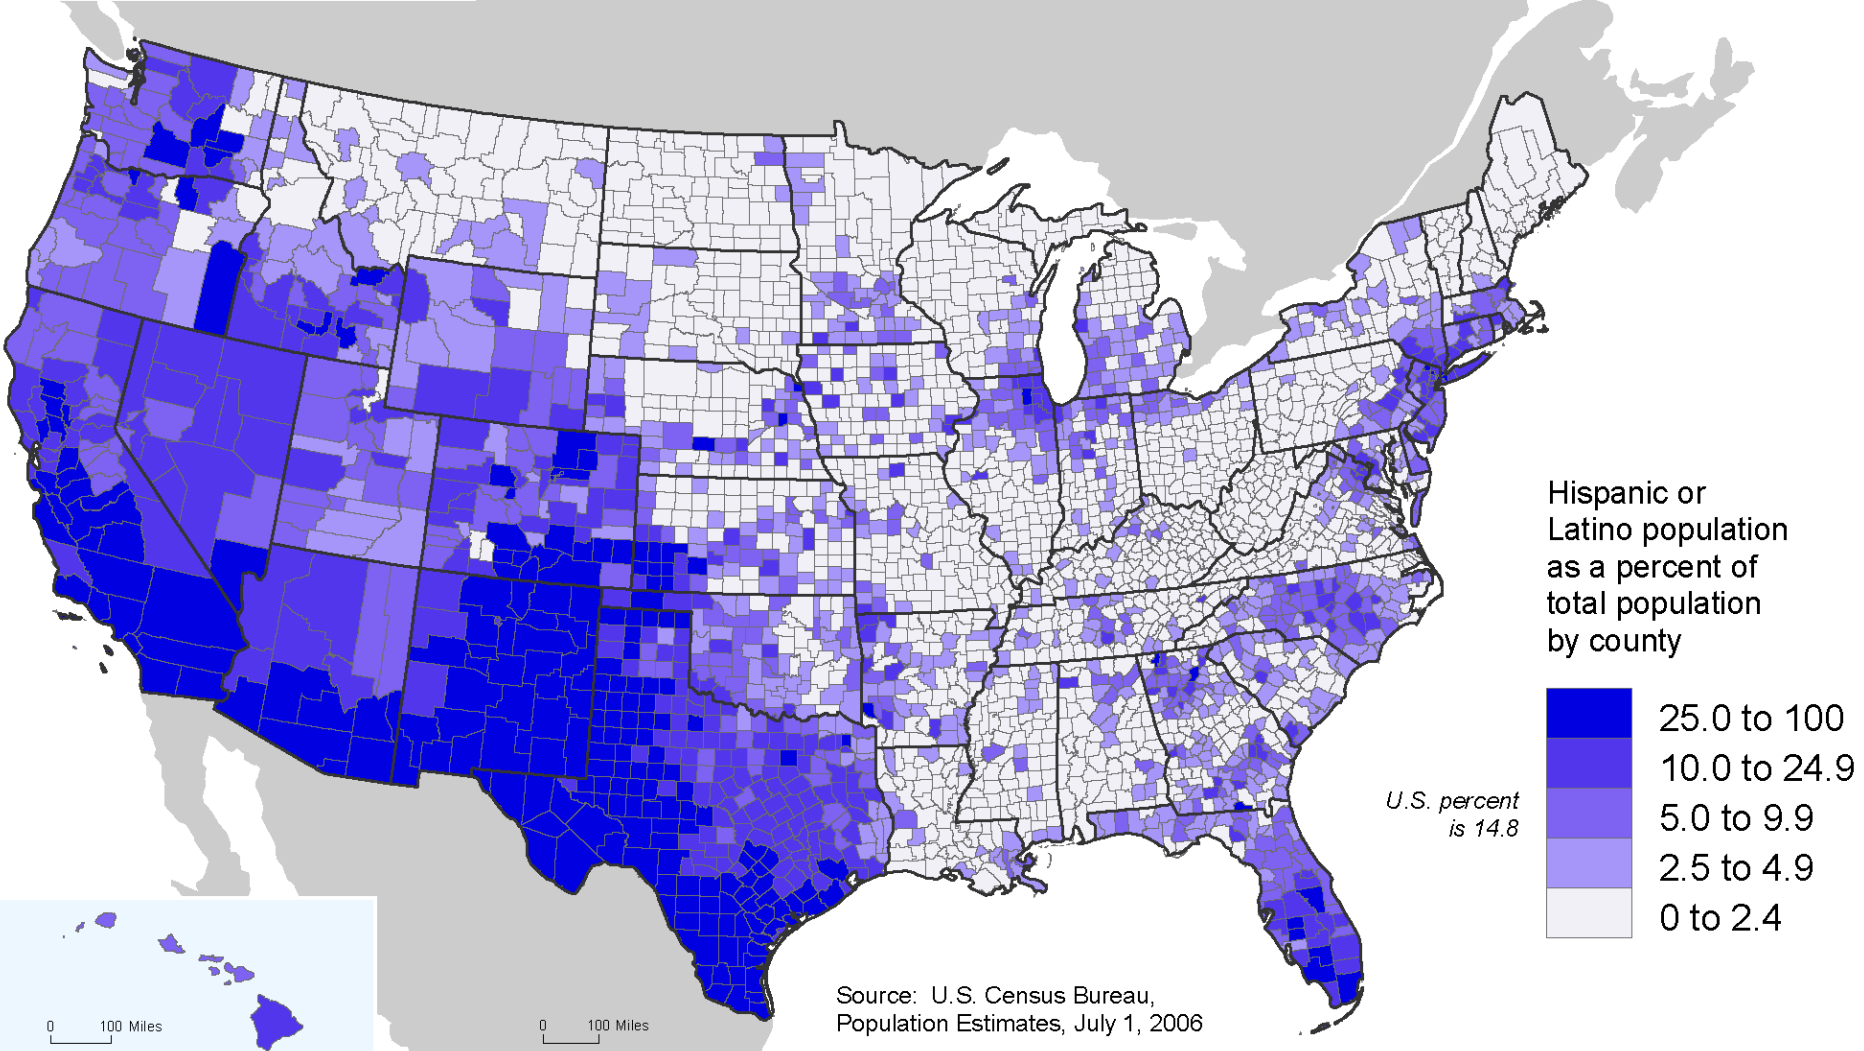 Hispanic or
Latino population
as a percent of
total population
by county
25.0 to 100
10.0 to 24.9
5.0 to 9.9
2.5 to 4.9
0 to 2.4
U.S. percent
is 14.8
Source: U.S. Census Bureau,
Population Estimates, July 1, 2006
0 100 Miles
0 100 Miles